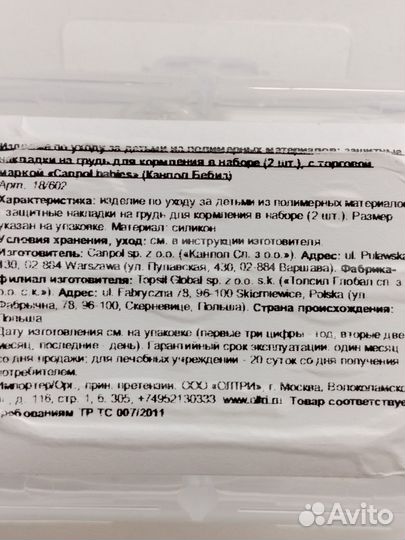 Изделие по уходу за детьми из полимерных материалов: защитные
накладки на грудь для кормления в наборе (2 шт.), с торговой
маркой «Canpol babies» (Канпол Бебиз)
Арт. 18/602
Характеристика: изделие по уходу за детьми из полимерных материало
защитные накладки на грудь для кормления в наборе (2 шт.). Размер
указан на упаковке. Материал: силикон
Условия хранения, уход: см. в инструкции изготовителя.
Изготовитель: Canpol sp. z o.o. («Канпол Сп. з о.о.»). Адрес: ul. Puławska
430, 02-884 Warszawa (ул. Пулавская, 430, 02-884 Варшава). Фабрика-
филиал изготовителя: Topsil Global sp. z o.o. s.k. («Топсил Глобал сп. з
о.о. с.к.»). Адрес: ul. Fabryczna 78, 96-100 Skierniewice, Polska (ул.
Фабрычна, 78, 96-100, Скерневице, Польша). Страна происхождения:
Польша
Дату изготовления см. на упаковке (первые три цифры - год, вторые две
месяц, последние - день). Гарантийный срок эксплуатации: один месяц
со дня продажи; для лечебных учреждений - 20 суток со дня получения
потребителем.
Импортер/Орг., прин. претензии: ООО «ОЛТРИ», г. Москва, Волоколамско
д. 116, стр. 1, б. 305, +74952130333 www.oltri.ru Товар соответствуе
требованиям ТР ТС 007/2011
Avito